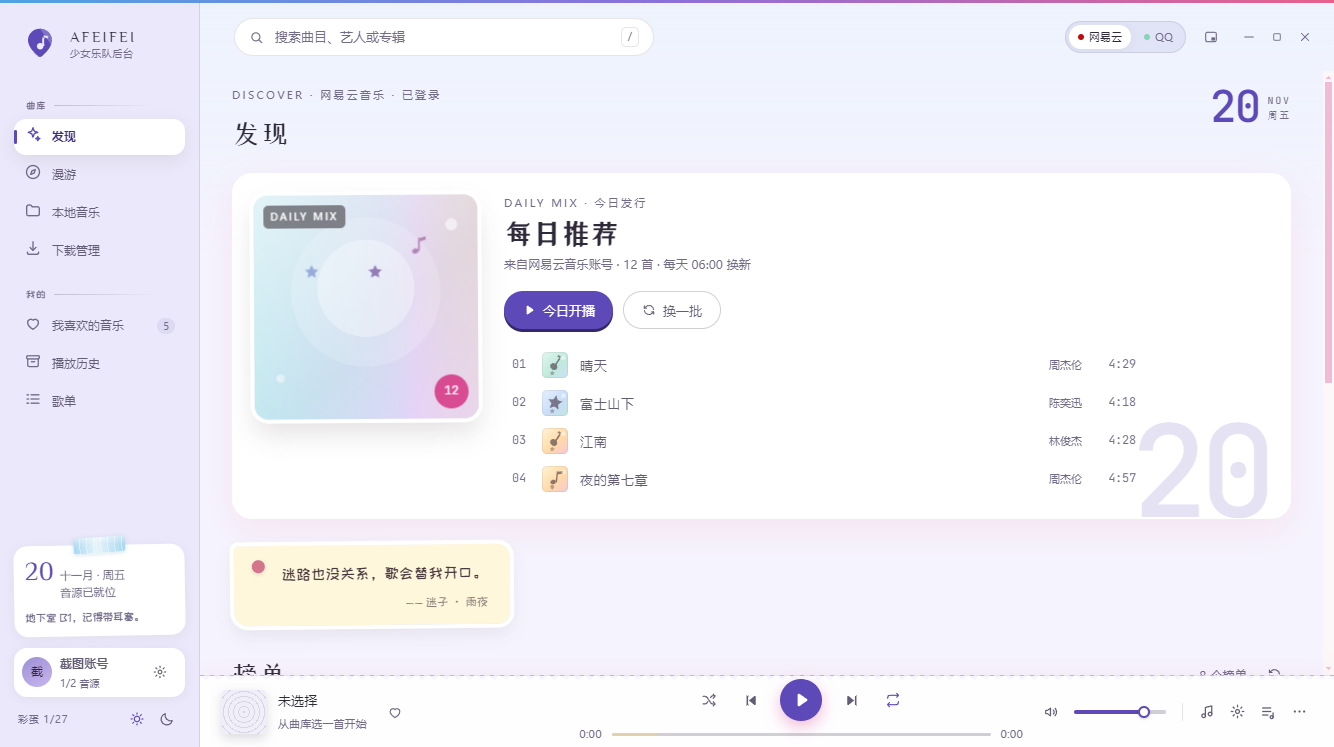 AFEIFEI
少女乐队后台
搜索曲目、艺人或专辑
/
网易云
QQ
曲库
发现
漫游
本地音乐
下载管理
我的
我喜欢的音乐 5
播放历史
歌单
20 十一月 · 周五
音源已就位
地下室 B1，记得带耳塞。
截 截图账号
1/2 音源
彩蛋 1/27
DISCOVER · 网易云音乐 · 已登录
发现
20 NOV
周五
DAILY MIX
12
DAILY MIX · 今日发行
每日推荐
来自网易云音乐账号 · 12 首 · 每天 06:00 换新
今日开播
换一批
01 晴天 周杰伦 4:29
02 富士山下 陈奕迅 4:18
03 江南 林俊杰 4:28
04 夜的第七章 周杰伦 4:57
20
迷路也没关系，歌会替我开口。
—— 迷子 · 雨夜
榜单
8 个榜单
未选择
从曲库选一首开始
0:00
0:00